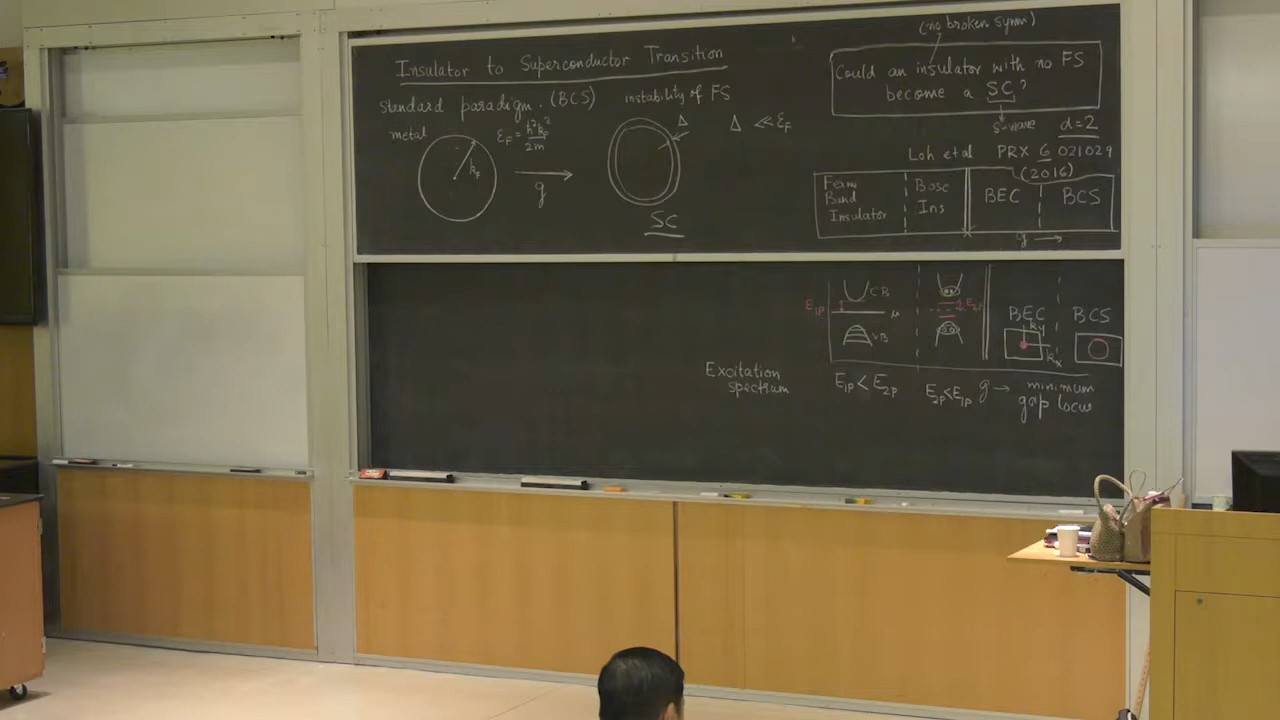 Insulator to Superconductor Transition
standard paradigm. (BCS) instability of FS
metal
ε_F = ħ²k_F²/2m
k_F
g
Δ
Δ ≪ ε_F
SC
(no broken symm)
Could an insulator with no FS
become a SC?
s-wave d=2
Loh et al PRX 6 021029
(2016)
Fermi Band Insulator
Bose Ins
BEC
BCS
g →
E_1P
CB
μ
VB
E_2P
BEC
k_y
k_x
BCS
Excitation spectrum
E_1P < E_2P
E_2P < E_1P
g →
minimum gap locus